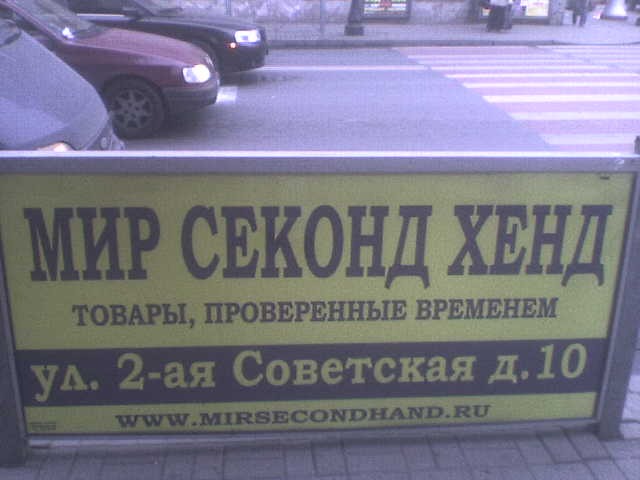 МИР СЕКОНД ХЕНД
ТОВАРЫ, ПРОВЕРЕННЫЕ ВРЕМЕНЕМ
ул. 2-ая Советская д.10
WWW.MIRSECONDHAND.RU